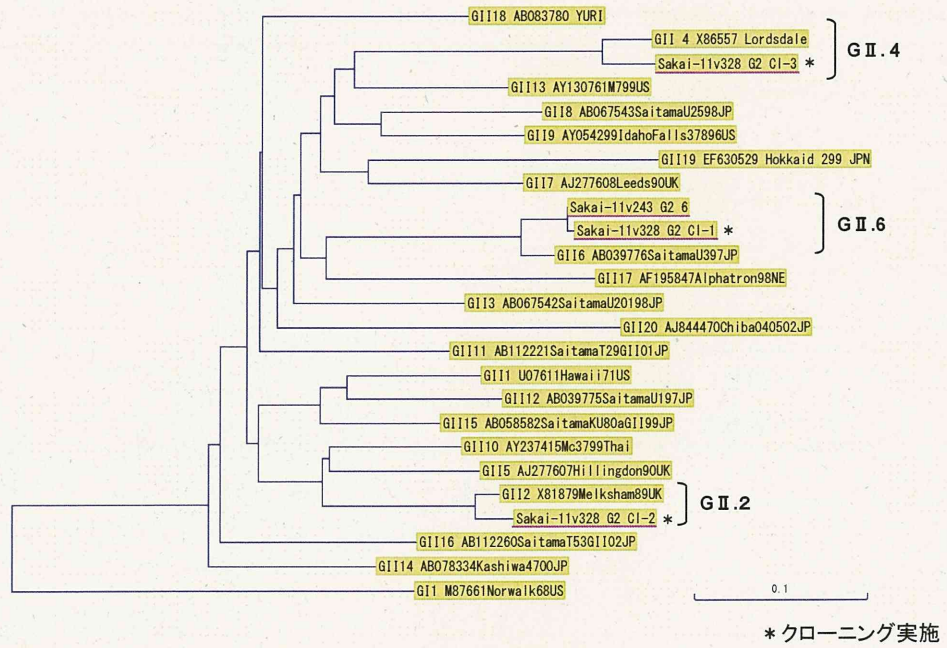 GII18 AB083780 YURI
GII 4 X86557 Lordsdale
Sakai-11v328 G2 Cl-3 *
GⅡ.4
GII13 AY130761M799US
GII8 AB067543SaitamaU2598JP
GII9 AY054299IdahoFalls37896US
GII19 EF630529 Hokkaid 299 JPN
GII7 AJ277608Leeds90UK
Sakai-11v243 G2 6
Sakai-11v328 G2 Cl-1 *
GⅡ.6
GII6 AB039776SaitamaU397JP
GII17 AF195847Alphatron98NE
GII3 AB067542SaitamaU20198JP
GII20 AJ844470Chiba040502JP
GII11 AB112221SaitamaT29GII01JP
GII1 U07611Hawaii71US
GII12 AB039775SaitamaU197JP
GII15 AB058582SaitamaKU80aGII99JP
GII10 AY237415Mc3799Thai
GII5 AJ277607Hillingdon90UK
GII2 X81879Melksham89UK
Sakai-11v328 G2 Cl-2 *
GⅡ.2
GII16 AB112260SaitamaT53GII02JP
GII14 AB078334Kashiwa4700JP
GI1 M87661Norwalk68US
0.1
*クローニング実施